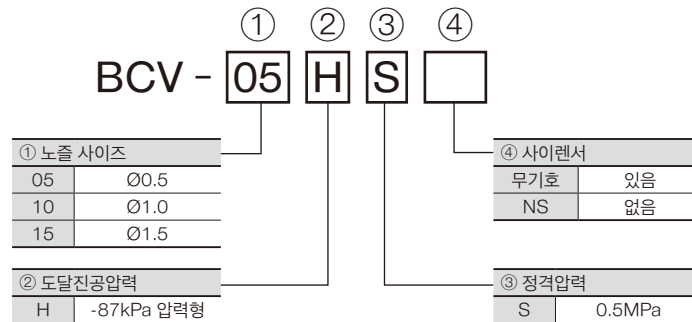 ① ② ③ ④
BCV - 05 H S
① 노즐 사이즈
05 Ø0.5
10 Ø1.0
15 Ø1.5
② 도달진공압력
H -87kPa 압력형
④ 사이렌서
무기호 있음
NS 없음
③ 정격압력
S 0.5MPa